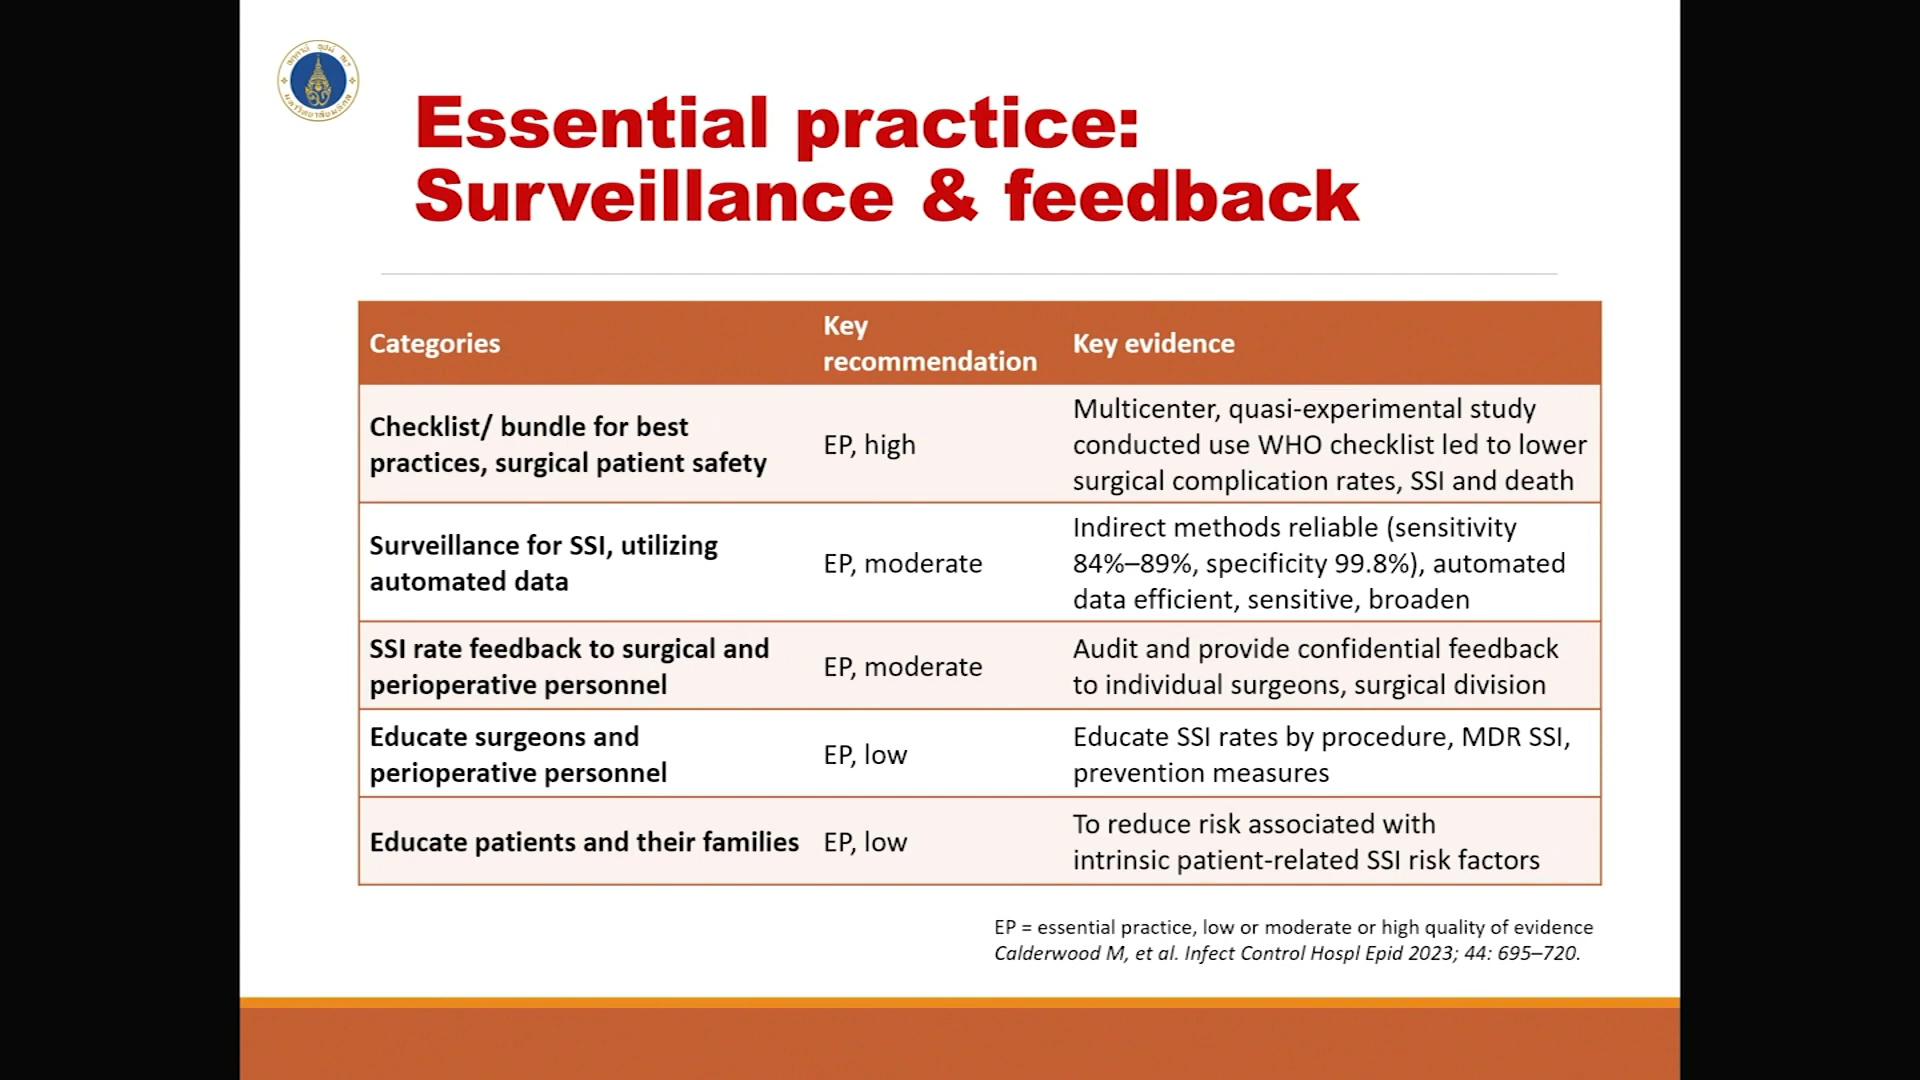 Essential practice:
Surveillance & feedback
Categories
Key
recommendation
Key evidence
Checklist/ bundle for best
practices, surgical patient safety
EP, high
Multicenter, quasi-experimental study
conducted use WHO checklist led to lower
surgical complication rates, SSI and death
Surveillance for SSI, utilizing
automated data
EP, moderate
Indirect methods reliable (sensitivity
84%–89%, specificity 99.8%), automated
data efficient, sensitive, broaden
SSI rate feedback to surgical and
perioperative personnel
EP, moderate
Audit and provide confidential feedback
to individual surgeons, surgical division
Educate surgeons and
perioperative personnel
EP, low
Educate SSI rates by procedure, MDR SSI,
prevention measures
Educate patients and their families
EP, low
To reduce risk associated with
intrinsic patient-related SSI risk factors
EP = essential practice, low or moderate or high quality of evidence
Calderwood M, et al. Infect Control Hospl Epid 2023; 44: 695–720.